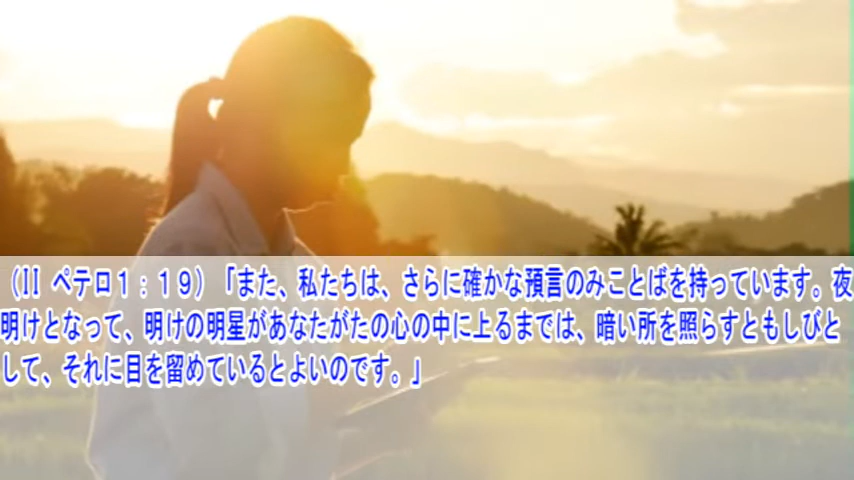 （II ペテロ１：１９）「また、私たちは、さらに確かな預言のみことばを持っています。夜
明けとなって、明けの明星があなたがたの心の中に上るまでは、暗い所を照らすともしびと
して、それに目を留めているとよいのです。」